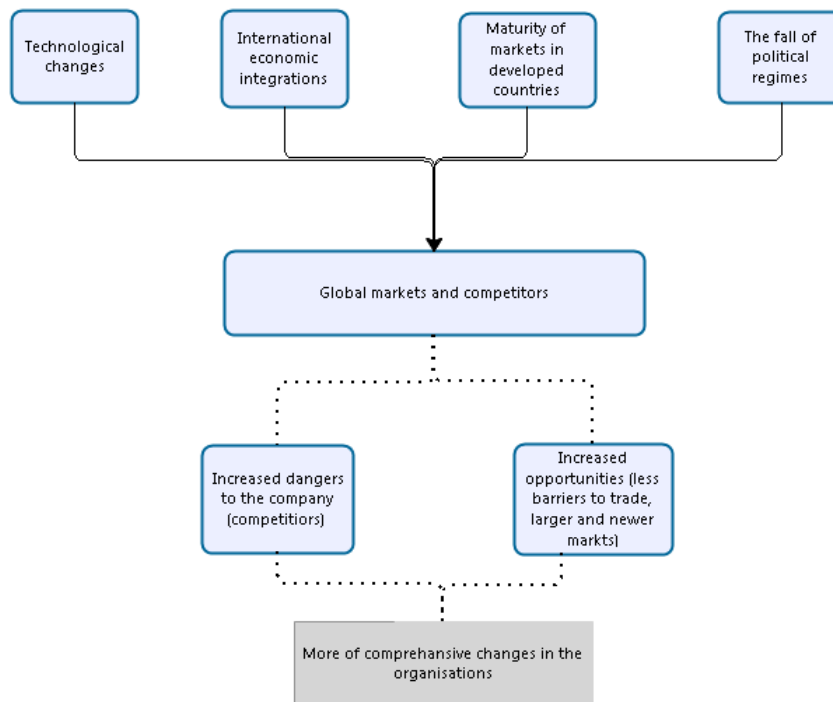 Technological
changes
International
economic
integrations
Maturity of
markets in
developed
countries
The fall of
political
regimes
Global markets and competitors
Increased dangers
to the company
(competitiors)
Increased
opportunities (less
barriers to trade,
larger and newer
markts)
More of comprehansive changes in the
organisations